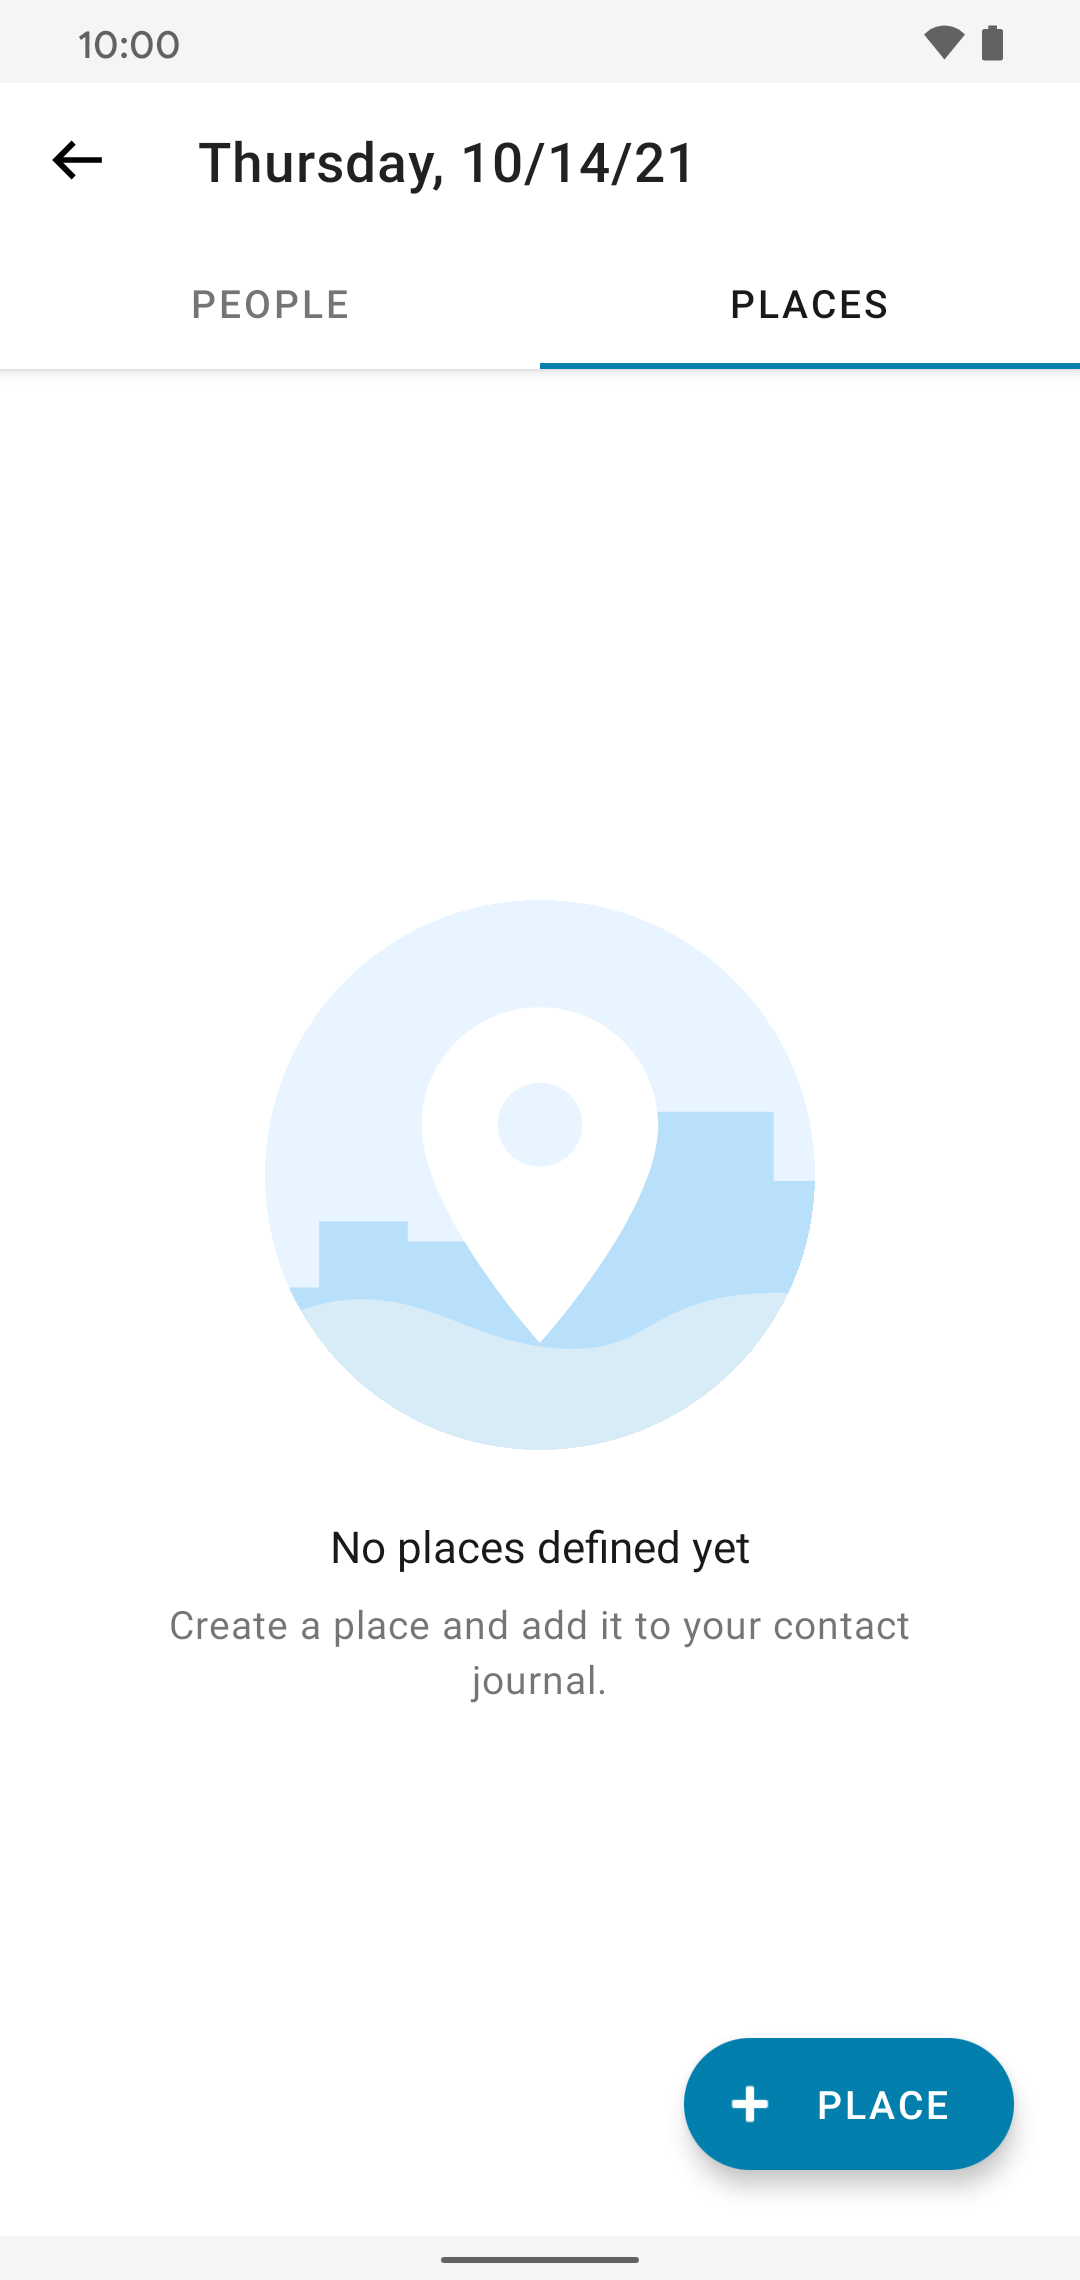 10:00
Thursday, 10/14/21
PEOPLE
PLACES
No places defined yet
Create a place and add it to your contact
journal.
PLACE